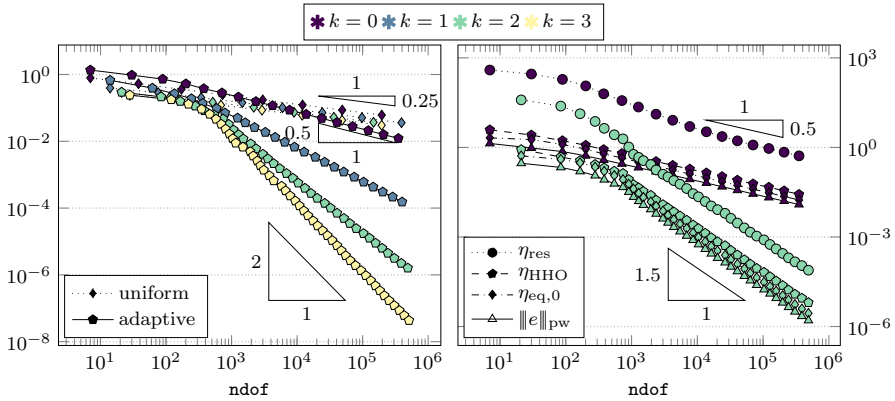 k = 0 k = 1 k = 2 k = 3
10^0
10^−2
10^−4
10^−6
10^−8
10^1 10^2 10^3 10^4 10^5 10^6
ndof
1
0.25
0.5
1
2
1
uniform
adaptive
10^3
10^0
10^−3
10^−6
10^1 10^2 10^3 10^4 10^5 10^6
ndof
1
0.5
1.5
1
η_res
η_HHO
η_eq,0
|||e|||_pw